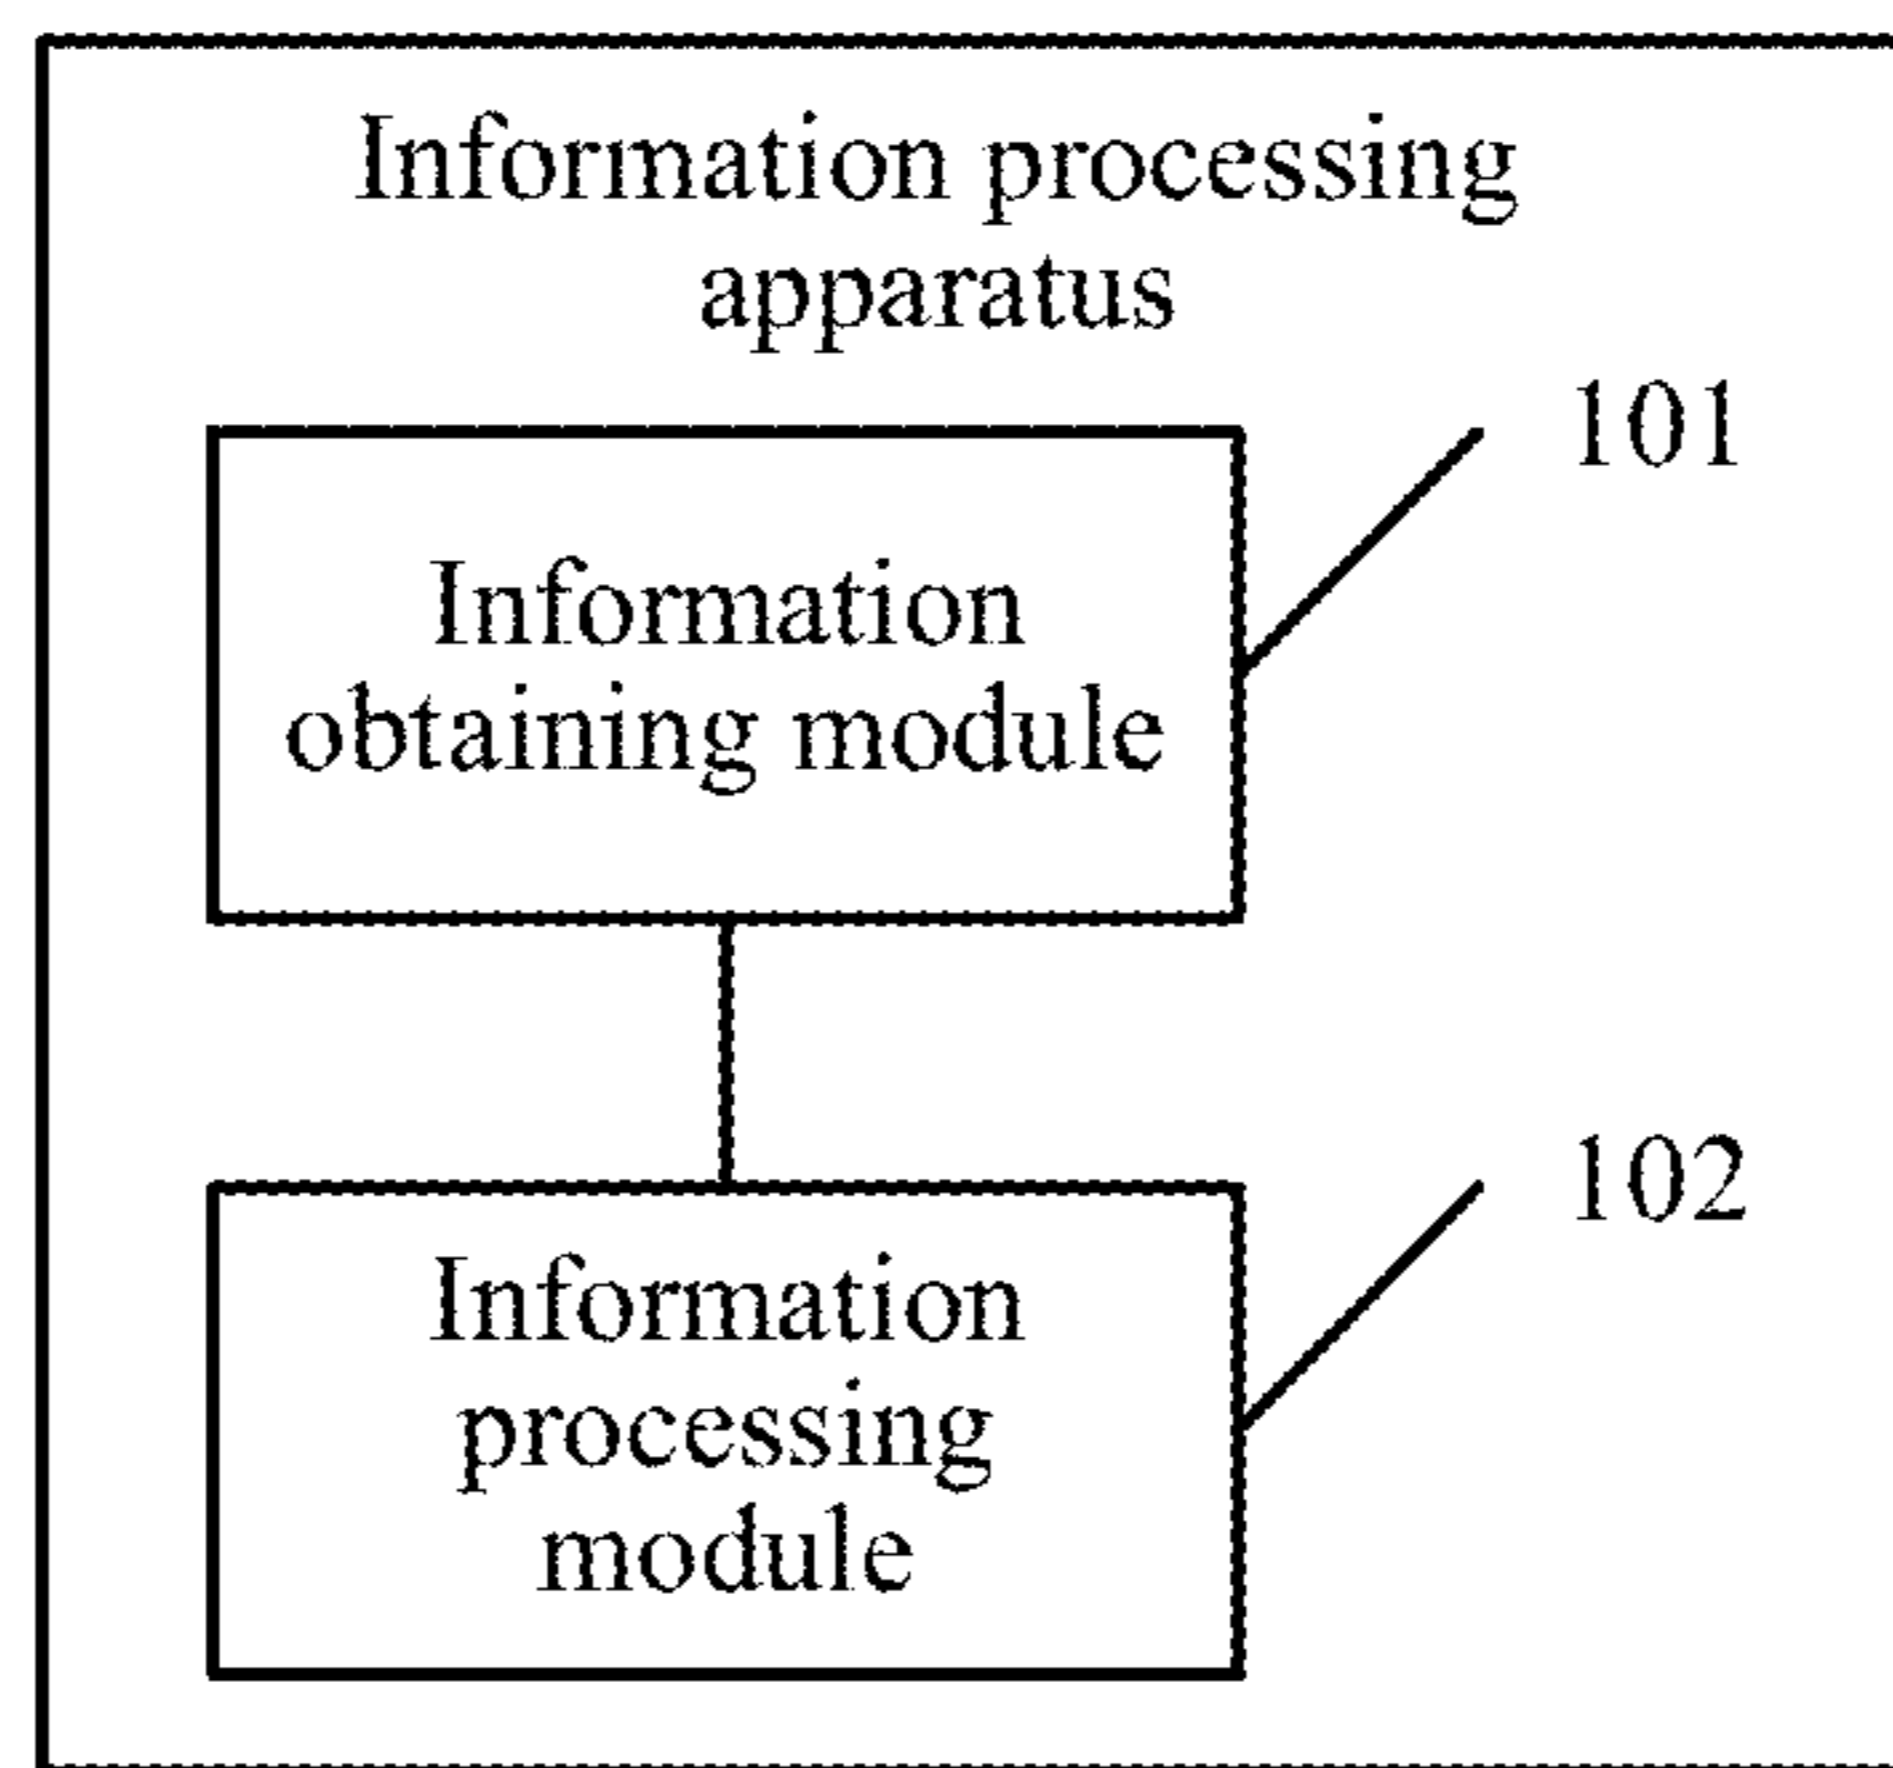 Information processing
apparatus
101
Information
obtaining module
102
Information
processing
module